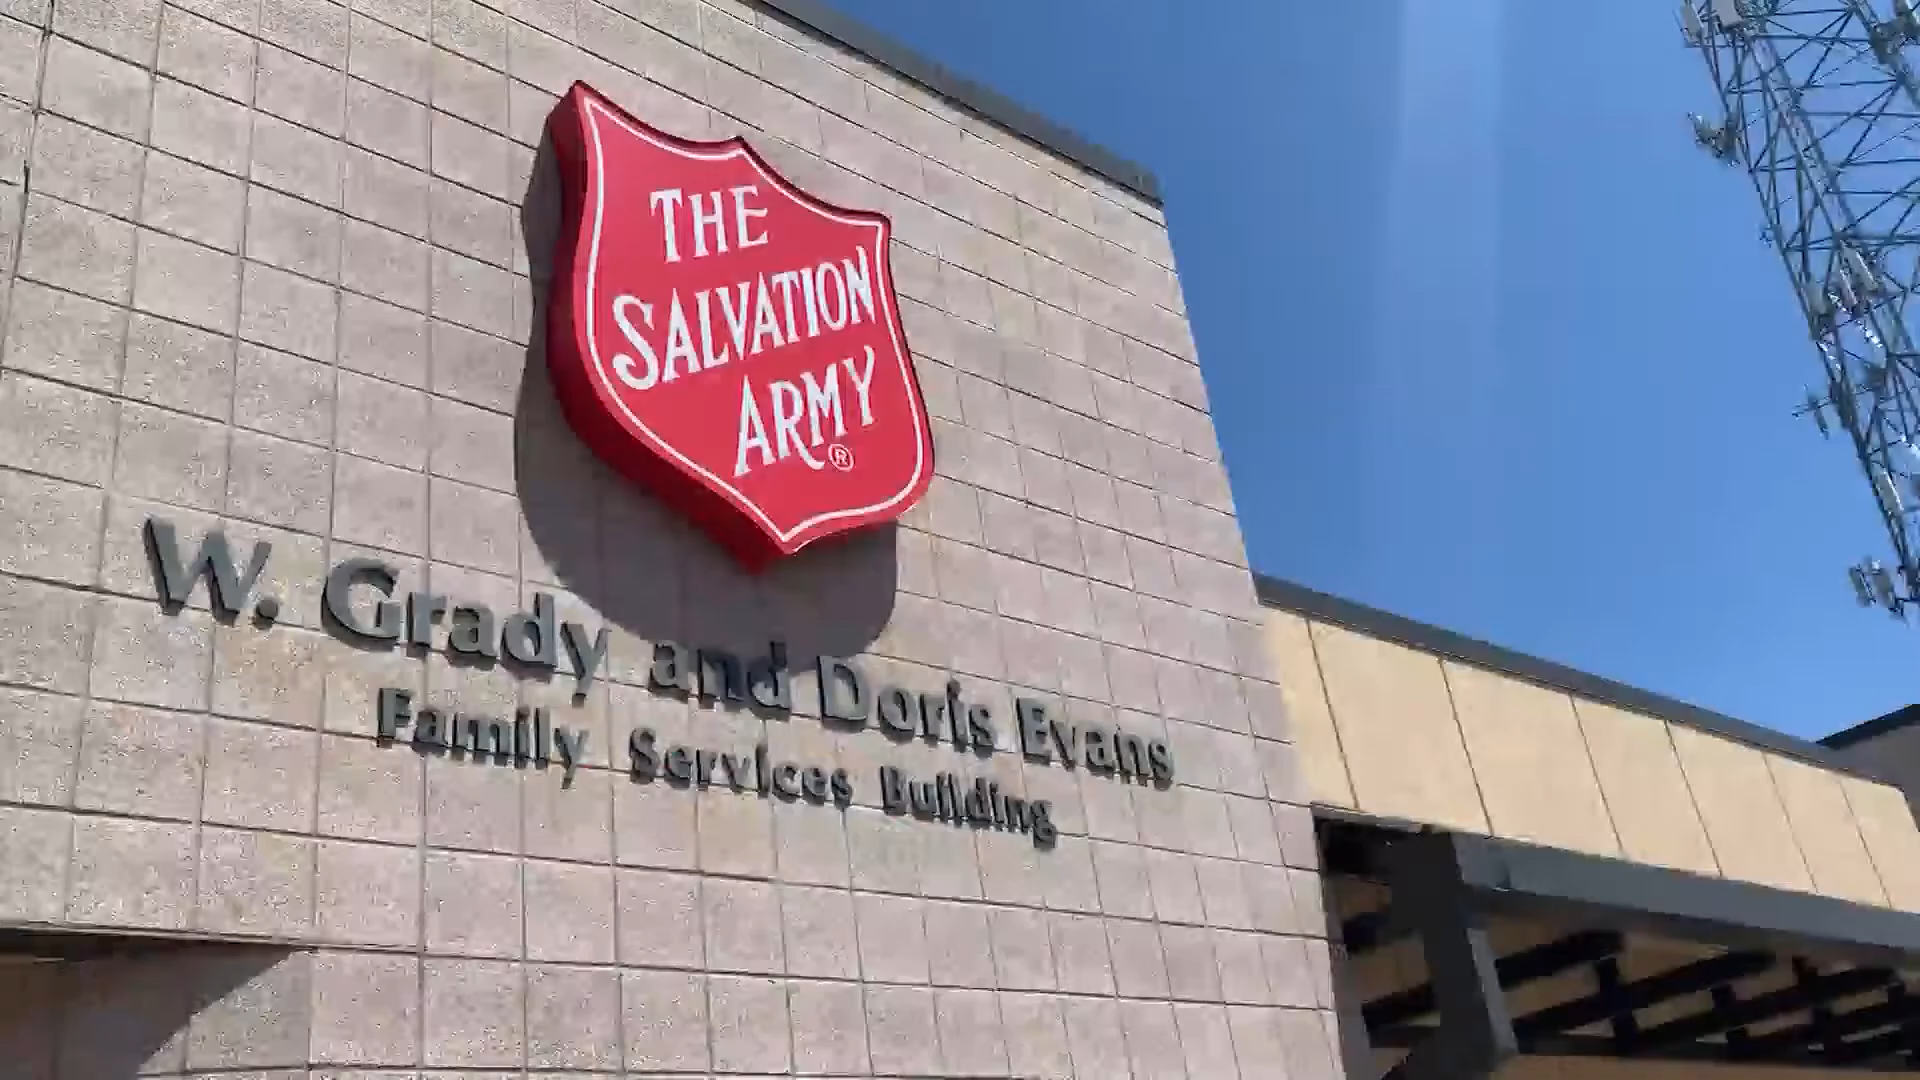 THE
SALVATION
ARMY®
W. Grady and Doris Evans
Family Services Building